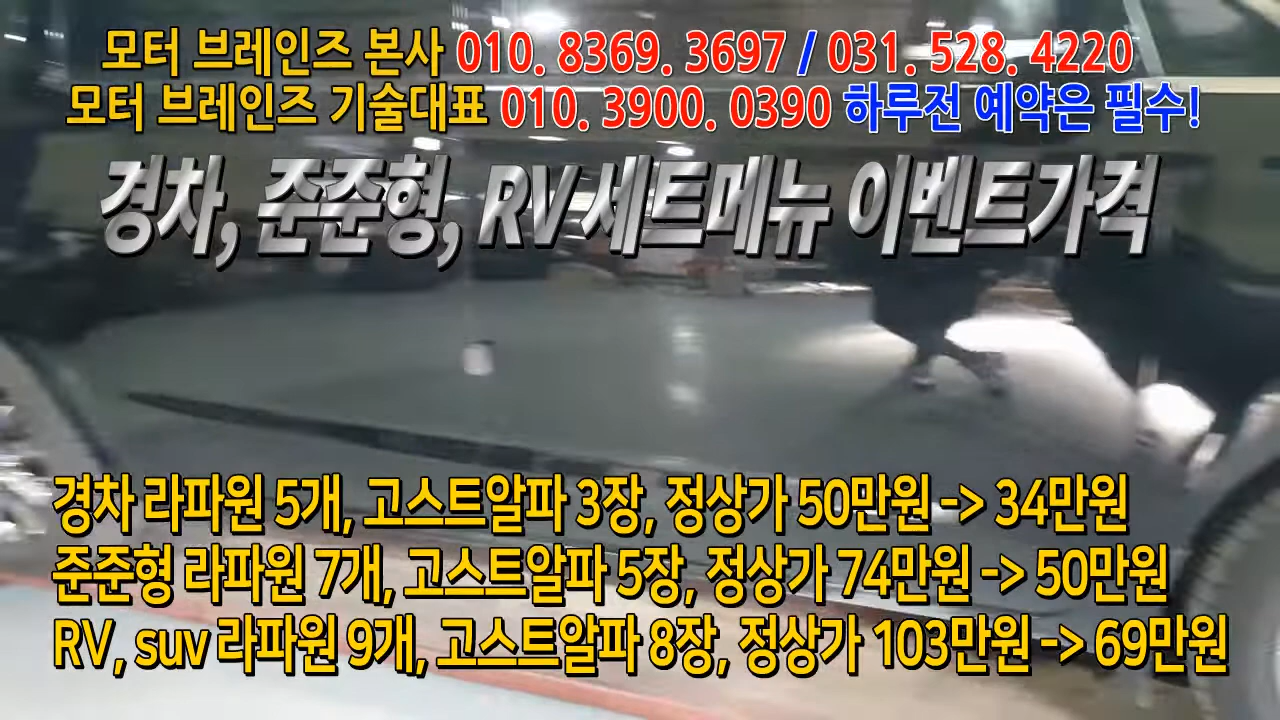 모터 브레인즈 본사 010. 8369. 3697 / 031. 528. 4220
모터 브레인즈 기술대표 010. 3900. 0390 하루전 예약은 필수!
경차, 준준형, RV 세트메뉴 이벤트가격
경차 라파원 5개, 고스트알파 3장, 정상가 50만원 -> 34만원
준준형 라파원 7개, 고스트알파 5장, 정상가 74만원 -> 50만원
RV, suv 라파원 9개, 고스트알파 8장, 정상가 103만원 -> 69만원